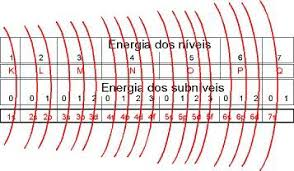 Energia dos níveis
1 2 3 4 5 6 7
K L M N O P Q
Energia dos subníveis
0 0 1 0 1 2 0 1 2 3 0 1 2 3 0 1 2 0 1
1s 2s 2p 3s 3p 3d 4s 4p 4d 4f 5s 5p 5d 5f 6s 6p 6d 7s